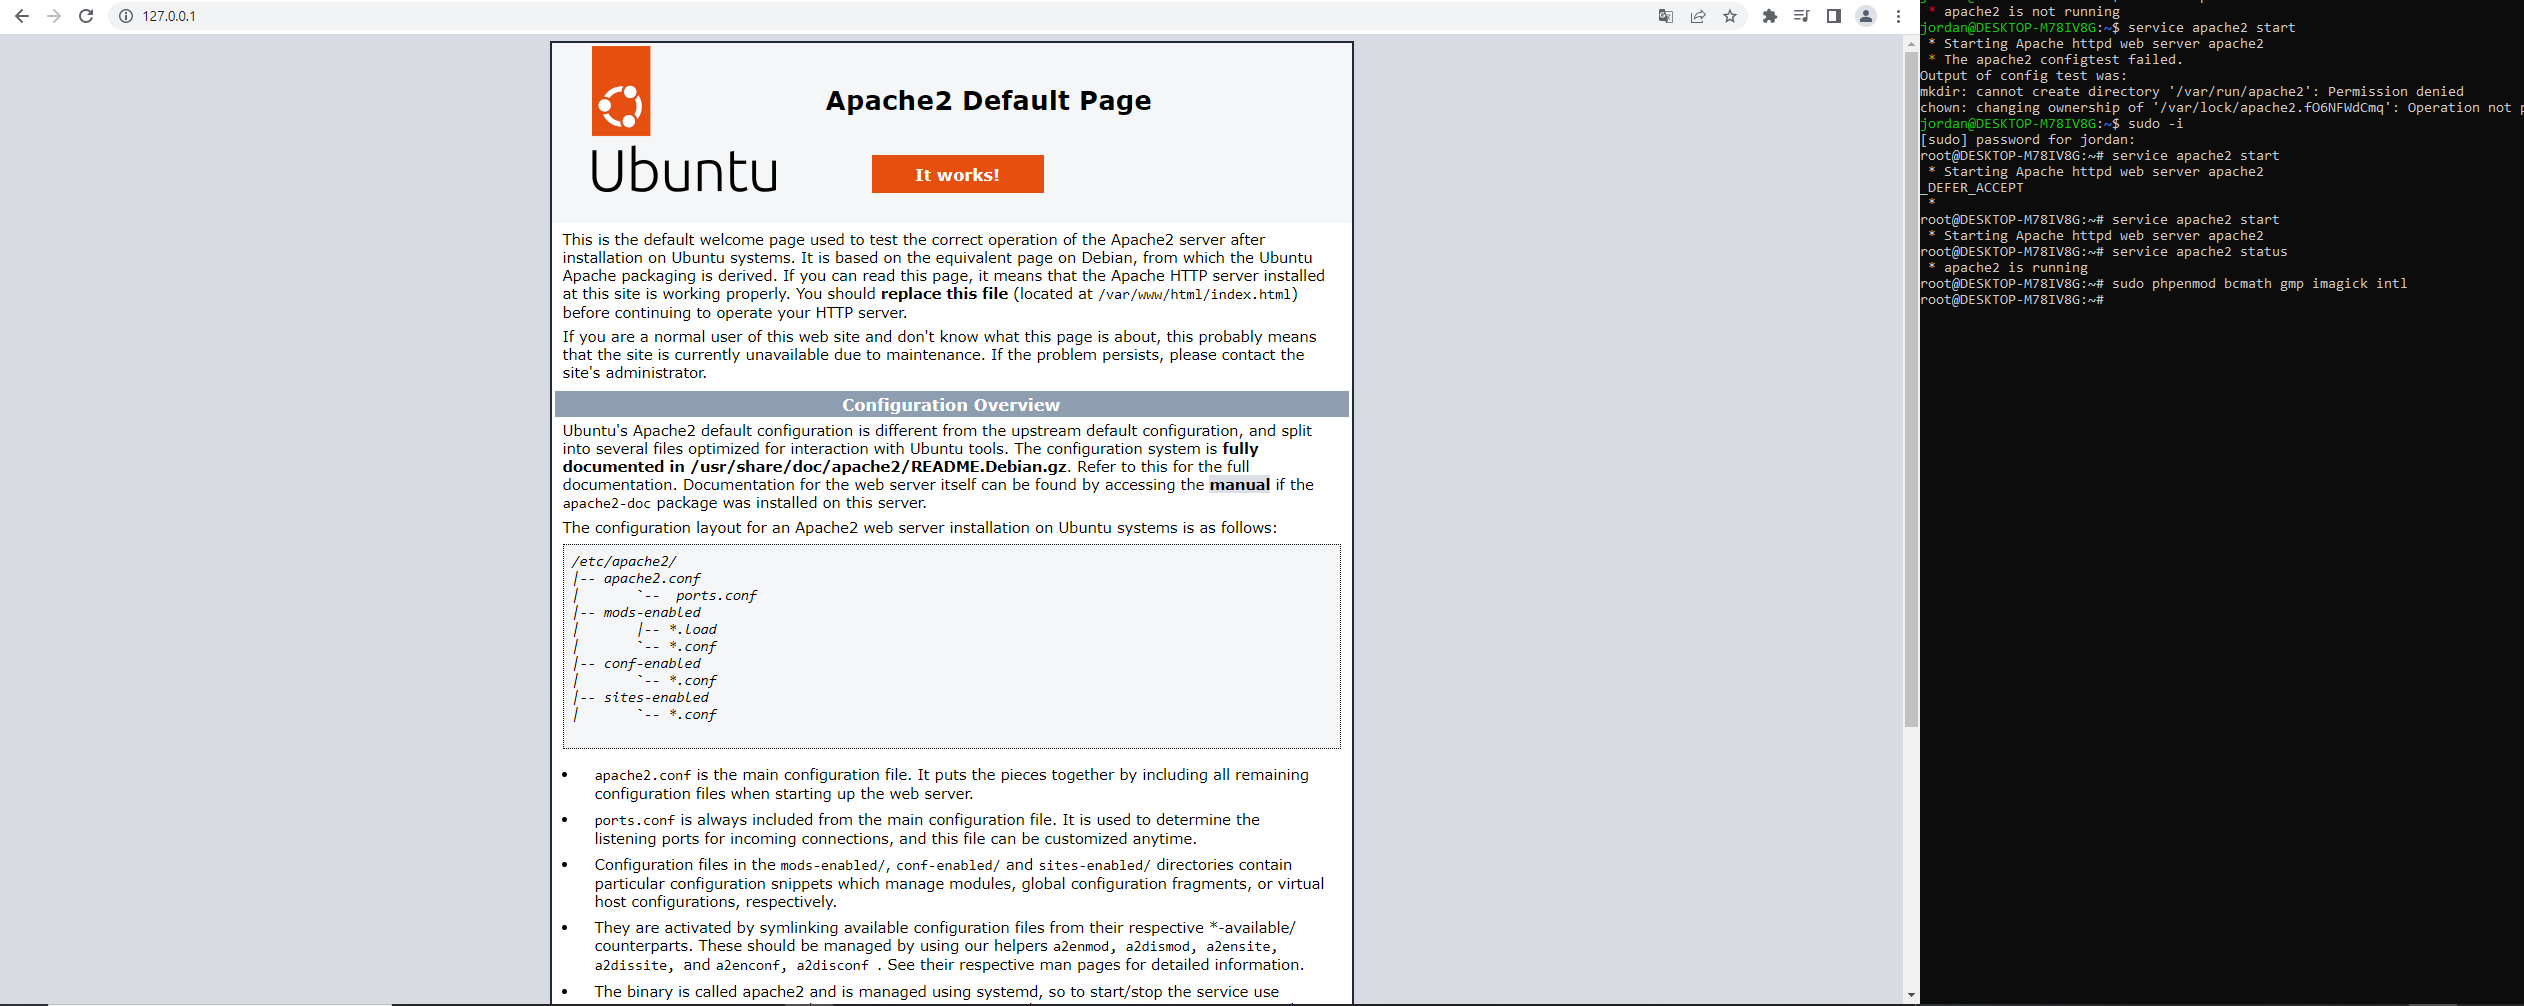 127.0.0.1
Ubuntu
Apache2 Default Page
It works!
This is the default welcome page used to test the correct operation of the Apache2 server after
installation on Ubuntu systems. It is based on the equivalent page on Debian, from which the Ubuntu
Apache packaging is derived. If you can read this page, it means that the Apache HTTP server installed
at this site is working properly. You should replace this file (located at /var/www/html/index.html)
before continuing to operate your HTTP server.
If you are a normal user of this web site and don't know what this page is about, this probably means
that the site is currently unavailable due to maintenance. If the problem persists, please contact the
site's administrator.
Configuration Overview
Ubuntu's Apache2 default configuration is different from the upstream default configuration, and split
into several files optimized for interaction with Ubuntu tools. The configuration system is fully
documented in /usr/share/doc/apache2/README.Debian.gz. Refer to this for the full
documentation. Documentation for the web server itself can be found by accessing the manual if the
apache2-doc package was installed on this server.
The configuration layout for an Apache2 web server installation on Ubuntu systems is as follows:
/etc/apache2/
|-- apache2.conf
|       `--  ports.conf
|-- mods-enabled
|       |-- *.load
|       `-- *.conf
|-- conf-enabled
|       `-- *.conf
|-- sites-enabled
|       `-- *.conf
• apache2.conf is the main configuration file. It puts the pieces together by including all remaining
configuration files when starting up the web server.
• ports.conf is always included from the main configuration file. It is used to determine the
listening ports for incoming connections, and this file can be customized anytime.
• Configuration files in the mods-enabled/, conf-enabled/ and sites-enabled/ directories contain
particular configuration snippets which manage modules, global configuration fragments, or virtual
host configurations, respectively.
• They are activated by symlinking available configuration files from their respective *-available/
counterparts. These should be managed by using our helpers a2enmod, a2dismod, a2ensite,
a2dissite, and a2enconf, a2disconf . See their respective man pages for detailed information.
• The binary is called apache2 and is managed using systemd, so to start/stop the service use
* apache2 is not running
jordan@DESKTOP-M78IV8G:~$ service apache2 start
* Starting Apache httpd web server apache2
* The apache2 configtest failed.
Output of config test was:
mkdir: cannot create directory '/var/run/apache2': Permission denied
chown: changing ownership of '/var/lock/apache2.fO6NFWdCmq': Operation not
jordan@DESKTOP-M78IV8G:~$ sudo -i
[sudo] password for jordan:
root@DESKTOP-M78IV8G:~# service apache2 start
* Starting Apache httpd web server apache2
_DEFER_ACCEPT
*
root@DESKTOP-M78IV8G:~# service apache2 start
* Starting Apache httpd web server apache2
root@DESKTOP-M78IV8G:~# service apache2 status
* apache2 is running
root@DESKTOP-M78IV8G:~# sudo phpenmod bcmath gmp imagick intl
root@DESKTOP-M78IV8G:~#